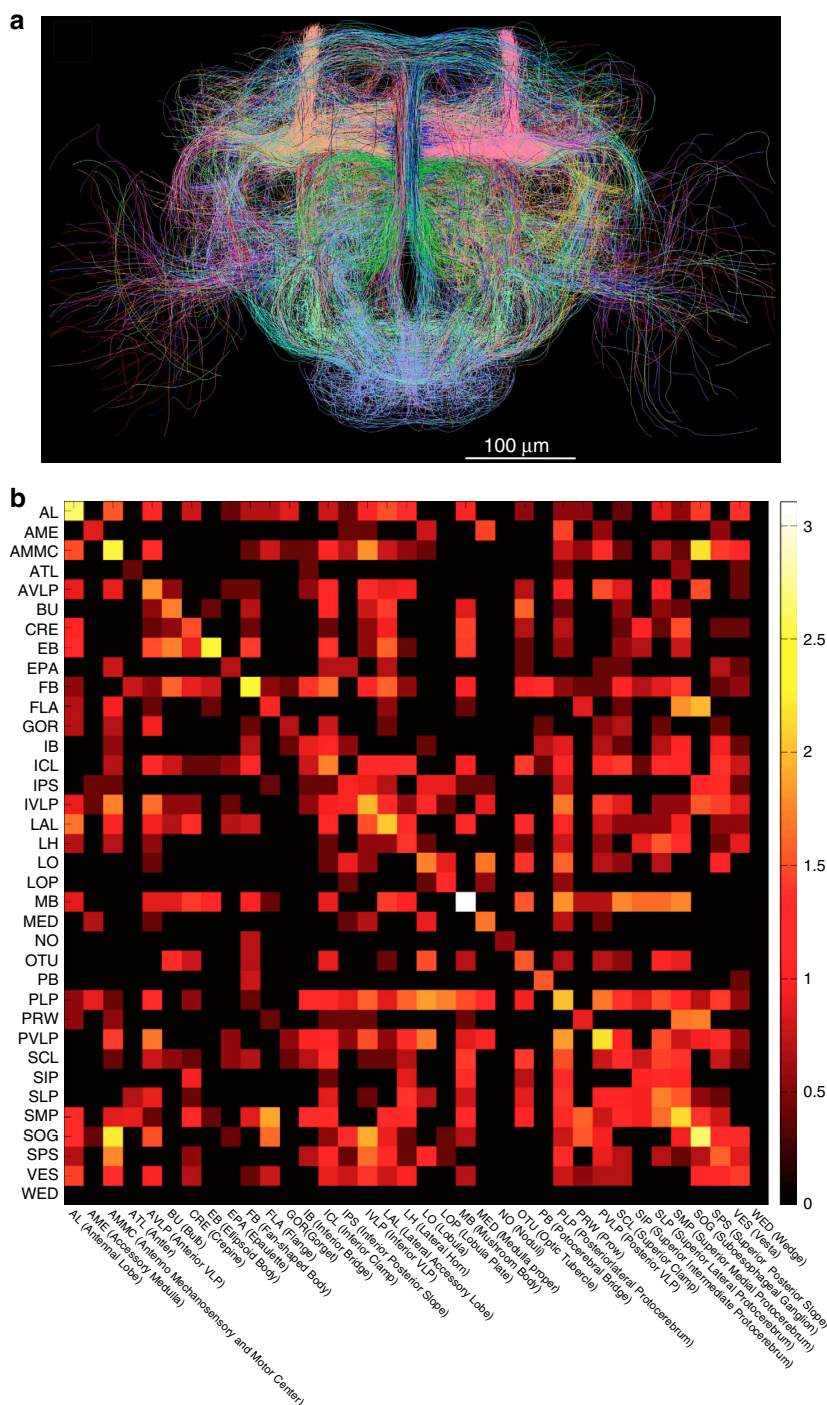 a
100 μm
b
AL
AME
AMMC
ATL
AVLP
BU
CRE
EB
EPA
FB
FLA
GOR
IB
ICL
IPS
IVLP
LAL
LH
LO
LOP
MB
MED
NO
OTU
PB
PLP
PRW
PVLP
SCL
SIP
SLP
SMP
SOG
SPS
VES
WED
3
2.5
2
1.5
1
0.5
0
AL (Antennal Lobe)
AME (Accessory Medulla)
AMMC (Antenno Mechanosensory and Motor Center)
ATL (Antler)
AVLP (Anterior VLP)
BU (Bulb)
CRE (Crepine)
EB (Ellipsoid Body)
EPA (Epaulette)
FB (Fan-shaped Body)
FLA (Flange)
GOR(Gorget)
IB (Inferior Bridge)
ICL (Inferior Clamp)
IPS (Inferior Posterior Slope)
IVLP (Inferior VLP)
LAL (Lateral Accessory Lobe)
LH (Lateral Horn)
LO (Lobula)
LOP (Lobula Plate)
MB (Mushroom Body)
MED (Medulla proper)
NO (Noduli)
OTU (Optic Tubercle)
PB (Potocerebral Bridge)
PLP (Posteriorlateral Protocerebrum)
PRW (Prow)
PVLP (Posterior VLP)
SCL (Superior Clamp)
SIP (Superior Intermediate Protocerebrum)
SLP (Superior Lateral Protocerebrum)
SMP (Superior Medial Protocerebrum)
SOG (Suboesophageal Ganglion)
SPS (Superior Posterior Slope)
VES (Vesta)
WED (Wedge)